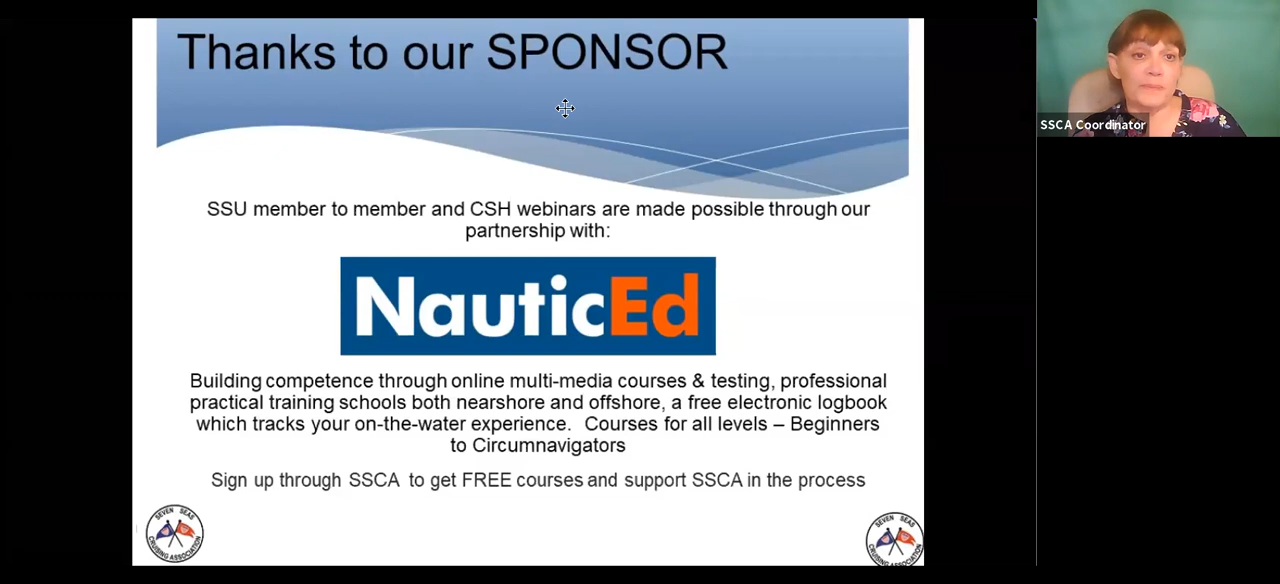 Thanks to our SPONSOR
SSCA Coordinator
SSU member to member and CSH webinars are made possible through our
partnership with:
NauticEd
Building competence through online multi-media courses & testing, professional
practical training schools both nearshore and offshore, a free electronic logbook
which tracks your on-the-water experience. Courses for all levels – Beginners
to Circumnavigators
Sign up through SSCA to get FREE courses and support SSCA in the process
SEVEN SEAS
CRUISING ASSOCIATION
SEVEN SEAS
CRUISING ASSOCIATION